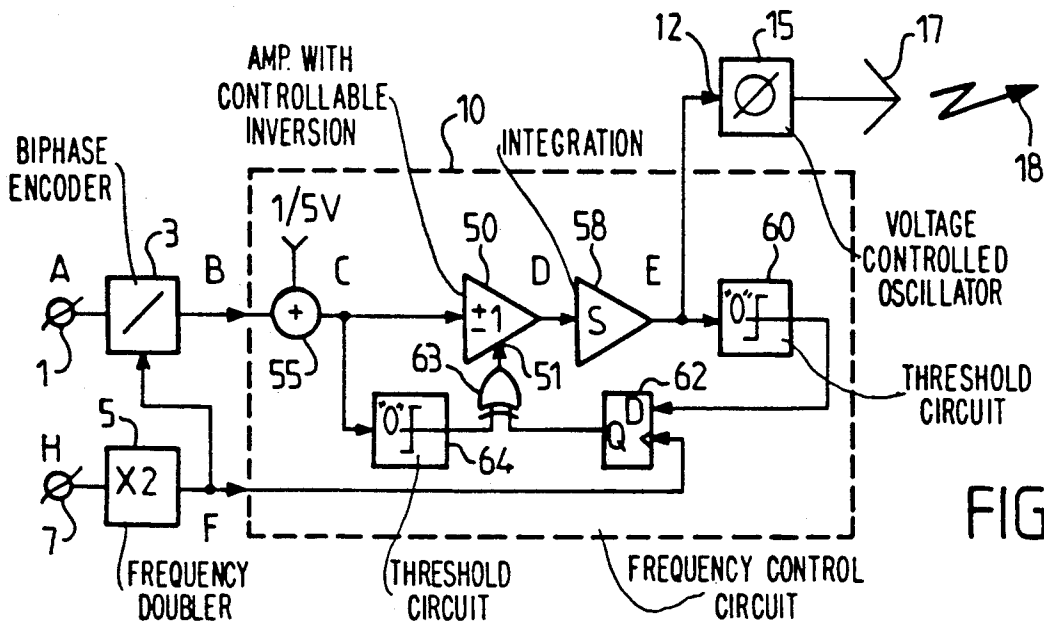 AMP. WITH
CONTROLLABLE
INVERSION
10
INTEGRATION
12
15
17
18
BIPHASE
ENCODER
1/5V
3
A
B
C
50
D
58
E
60
VOLTAGE
CONTROLLED
OSCILLATOR
+
±1
S
"0"
1
55
63
51
62
THRESHOLD
CIRCUIT
5
"0"
D
Q
H
X2
64
7
F
FIG
FREQUENCY
DOUBLER
THRESHOLD
CIRCUIT
FREQUENCY CONTROL
CIRCUIT